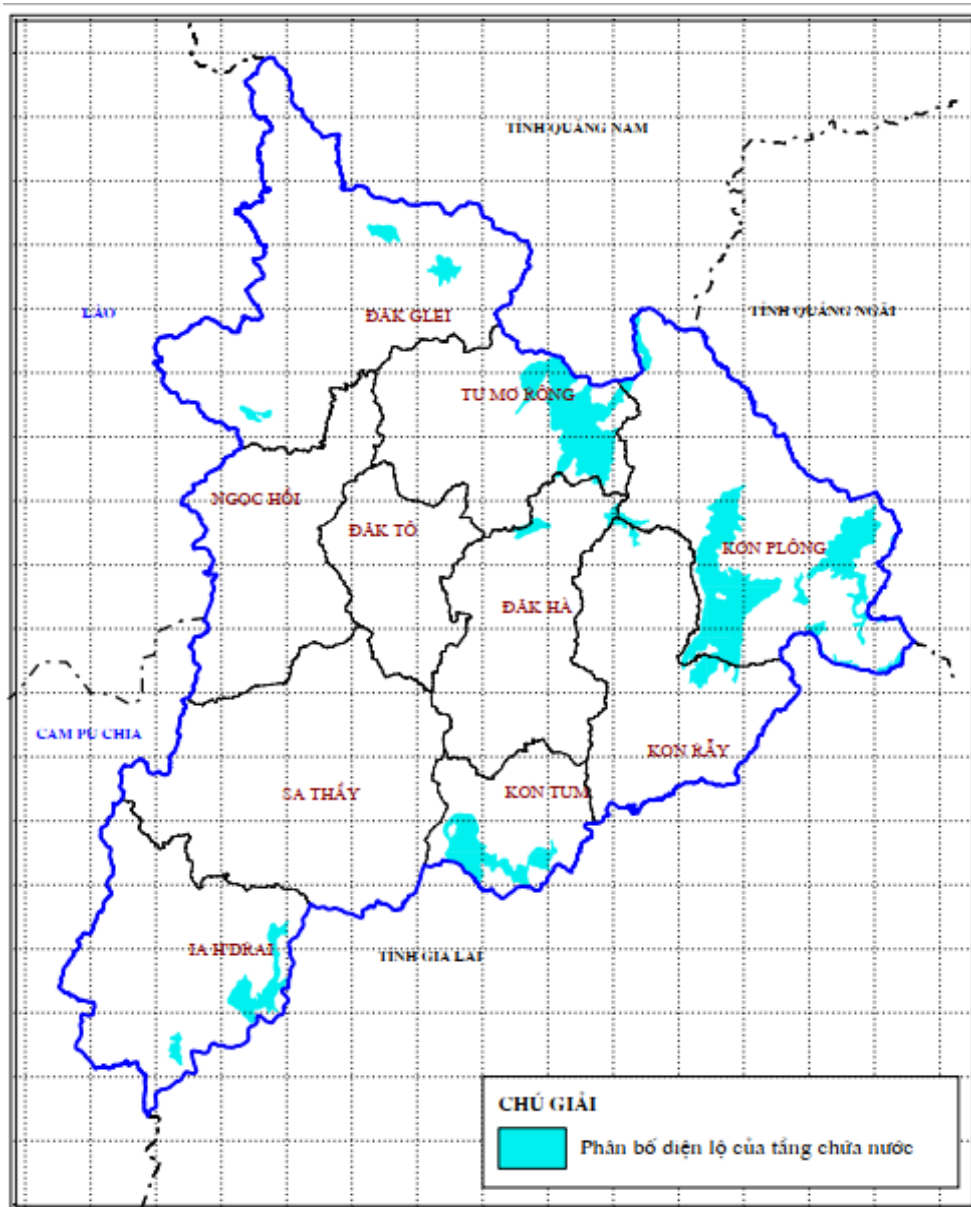 TỈNH QUẢNG NAM
LÀO
ĐĂK GLEI
TỈNH QUẢNG NGÃI
TU MƠ RÔNG
NGỌC HỒI
ĐĂK TÔ
KON PLÔNG
ĐĂK HÀ
CAM PU CHIA
KON RẪY
SA THẦY
KON TUM
IA H'DRAI
TỈNH GIA LAI
CHÚ GIẢI
Phân bố diện lộ của tầng chứa nước